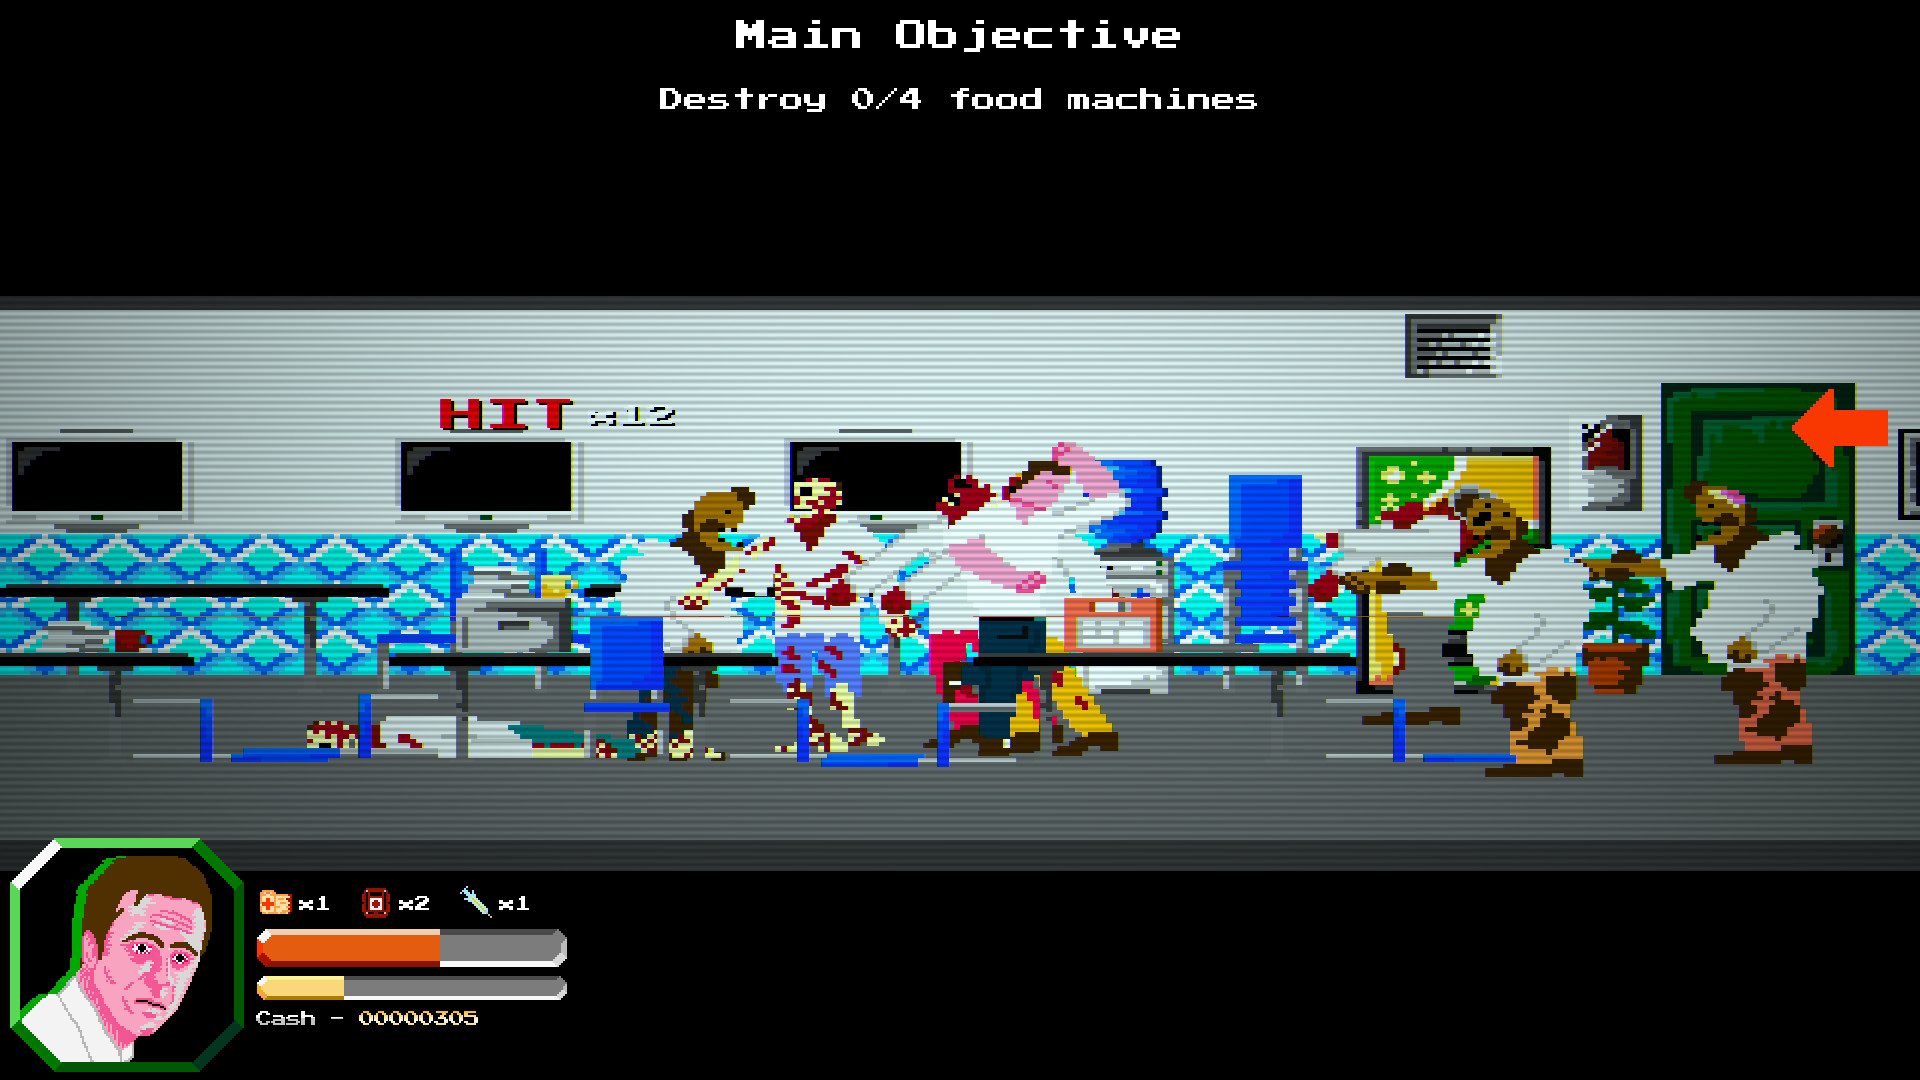 Main Objective
Destroy 0/4 food machines
HIT x12
x1 x2 x1
Cash - 00000305